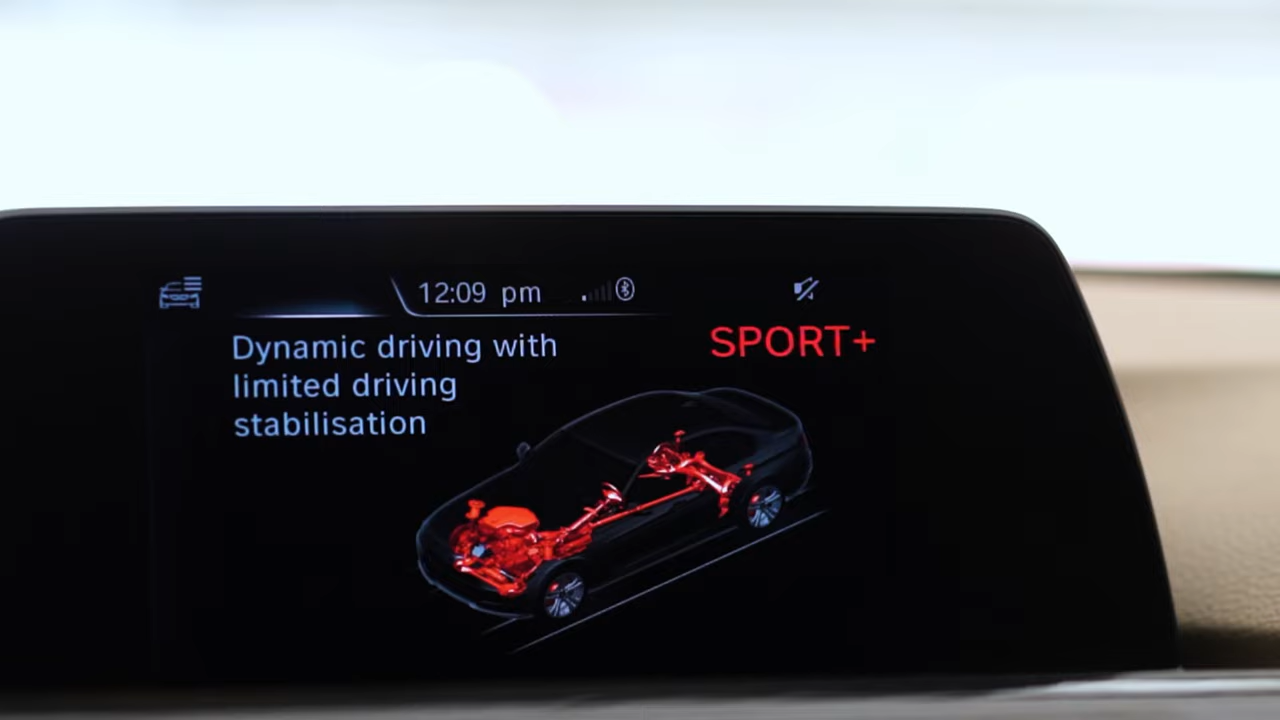 12:09 pm
SPORT+
Dynamic driving with
limited driving
stabilisation